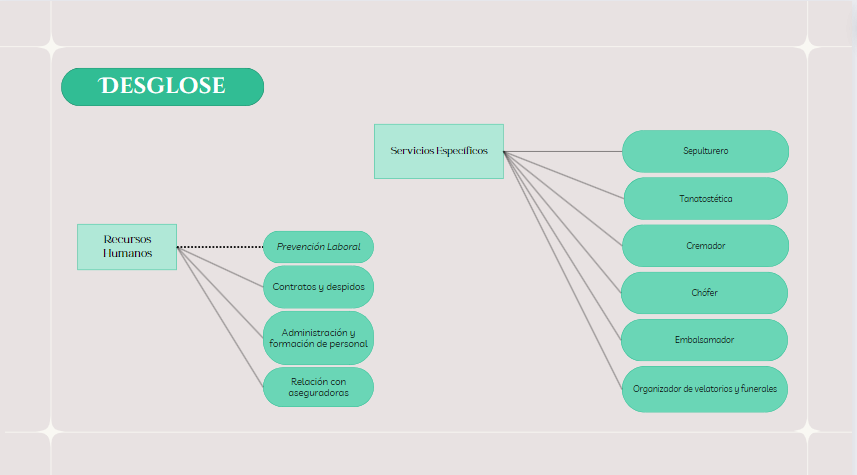 DESGLOSE
Servicios Específicos
Sepulturero
Tanatostética
Cremador
Chófer
Embalsamador
Organizador de velatorios y funerales
Recursos
Humanos
Prevención Laboral
Contratos y despidos
Administración y
formación de personal
Relación con
aseguradoras